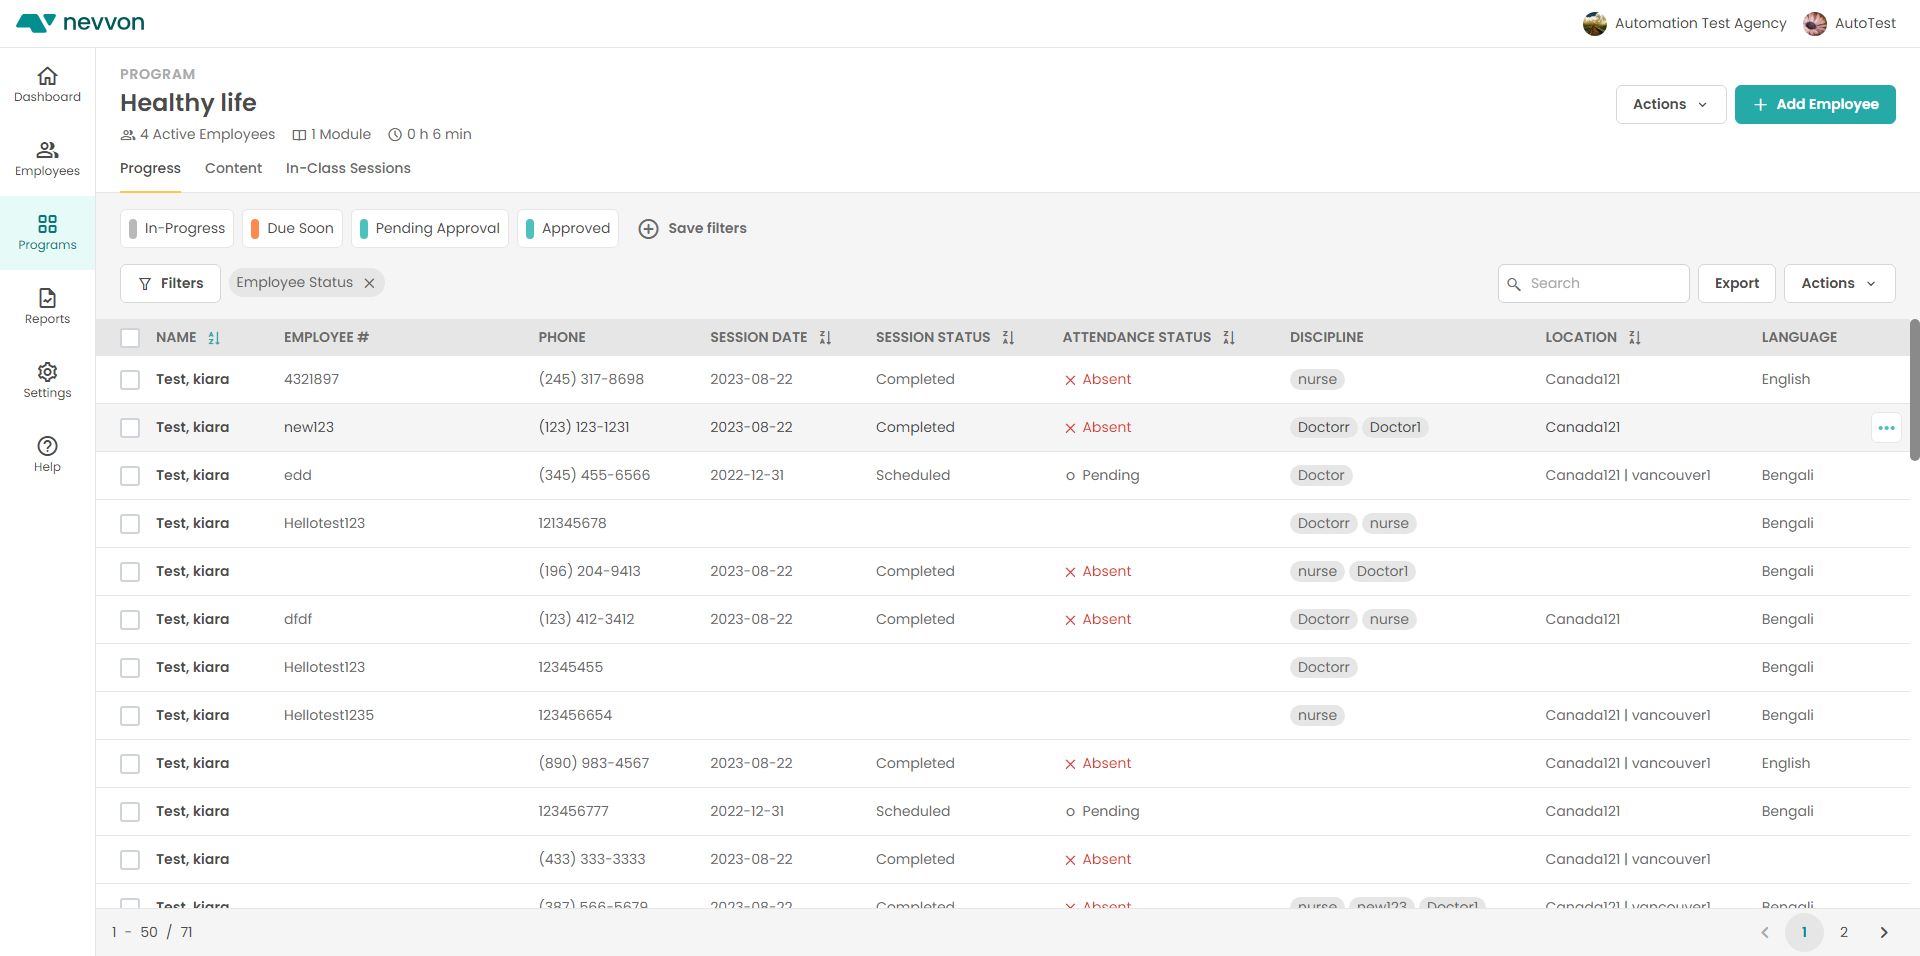 nevvon
Automation Test Agency AutoTest
Dashboard
Employees
Programs
Reports
Settings
Help
PROGRAM
Healthy life
4 Active Employees 1 Module 0 h 6 min
Actions + Add Employee
Progress Content In-Class Sessions
In-Progress Due Soon Pending Approval Approved Save filters
Filters Employee Status Search Export Actions
NAME EMPLOYEE # PHONE SESSION DATE SESSION STATUS ATTENDANCE STATUS DISCIPLINE LOCATION LANGUAGE
Test, kiara 4321897 (245) 317-8698 2023-08-22 Completed Absent nurse Canada121 English
Test, kiara new123 (123) 123-1231 2023-08-22 Completed Absent Doctorr Doctor1 Canada121
Test, kiara edd (345) 455-6566 2022-12-31 Scheduled Pending Doctor Canada121 | vancouver1 Bengali
Test, kiara Hellotest123 121345678 Doctorr nurse Bengali
Test, kiara (196) 204-9413 2023-08-22 Completed Absent nurse Doctor1 Bengali
Test, kiara dfdf (123) 412-3412 2023-08-22 Completed Absent Doctorr nurse Canada121 Bengali
Test, kiara Hellotest123 12345455 Doctorr Bengali
Test, kiara Hellotest1235 123456654 nurse Canada121 | vancouver1 Bengali
Test, kiara (890) 983-4567 2023-08-22 Completed Absent Canada121 | vancouver1 English
Test, kiara 123456777 2022-12-31 Scheduled Pending Canada121 Bengali
Test, kiara (433) 333-3333 2023-08-22 Completed Absent Canada121 | vancouver1
Test, kiara (387) 566-5679 2023-08-22 Completed Absent nurse new123 Doctor1 Canada121 | vancouver1 Bengali
1 - 50 / 71 1 2